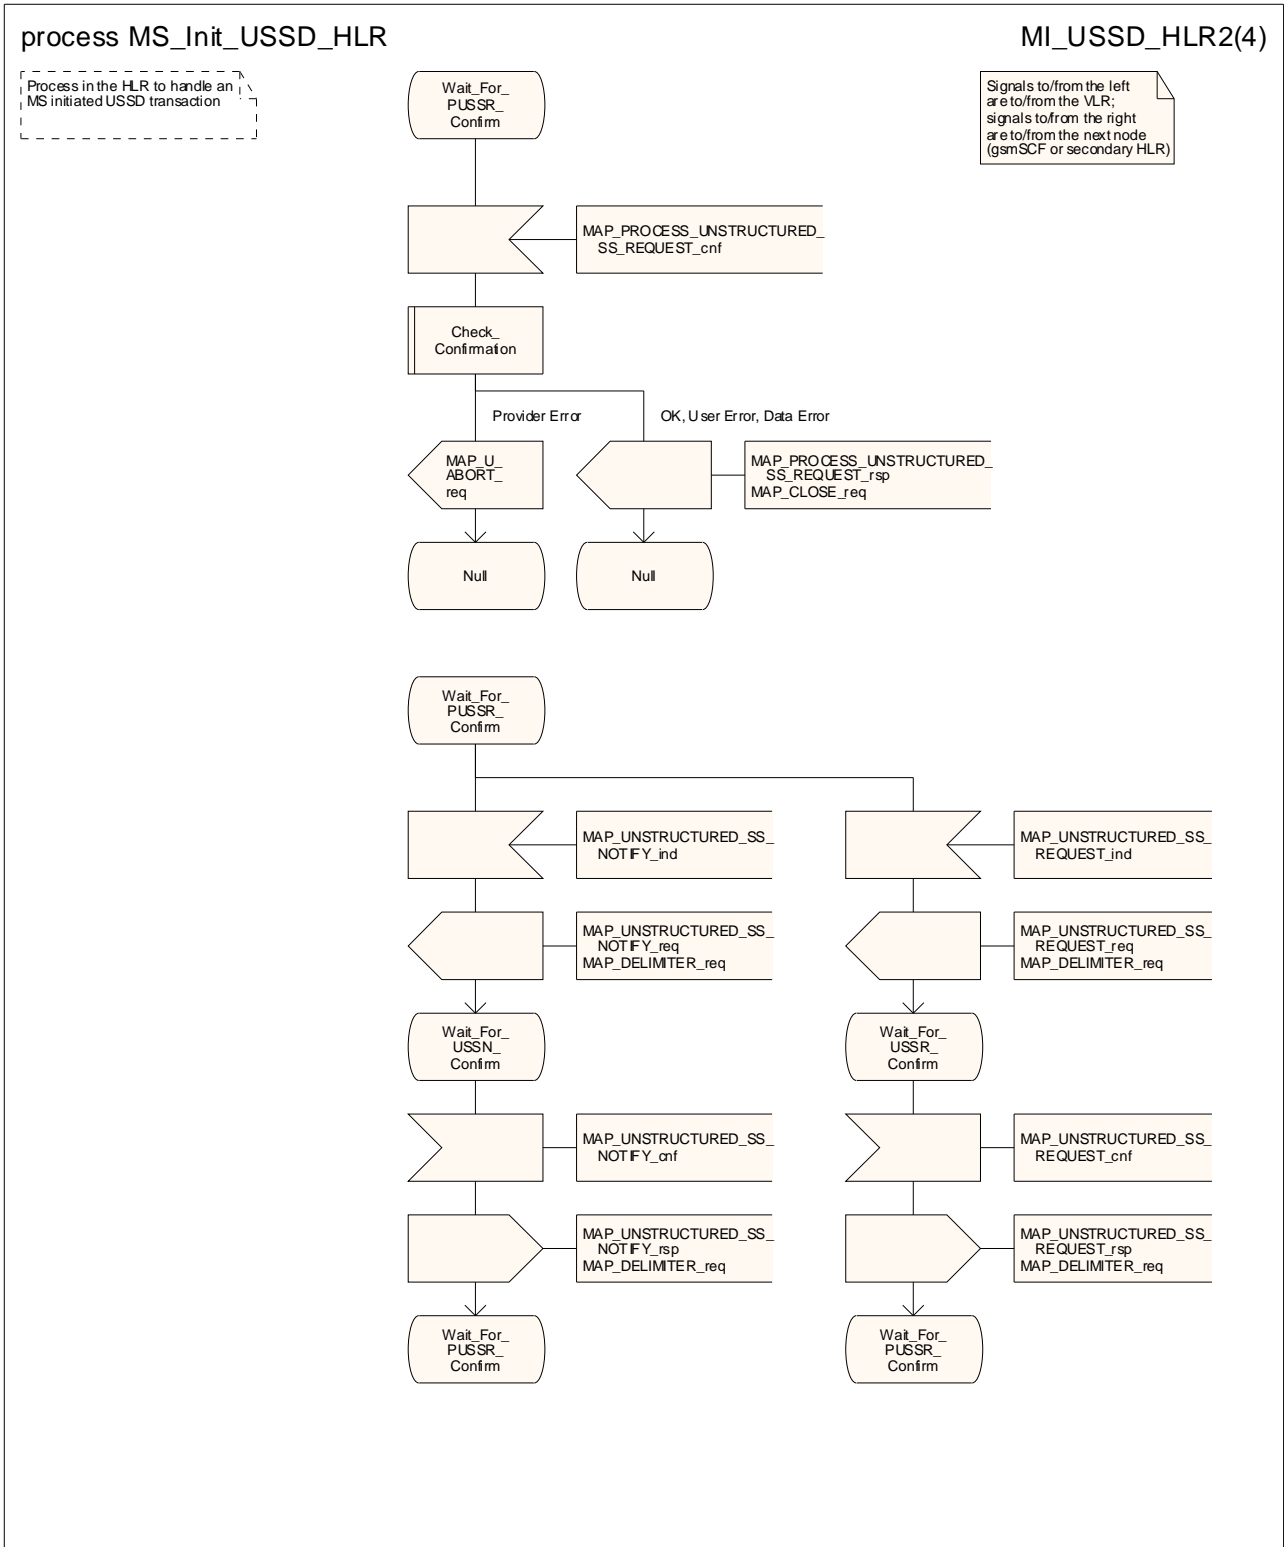 process MS_Init_USSD_HLR
MI_USSD_HLR2(4)
Process in the HLR to handle an
MS initiated USSD transaction
Signals to/from the left
are to/from the VLR;
signals to/from the right
are to/from the next node
(gsmSCF or secondary HLR)
Wait_For_
PUSSR_
Confirm
MAP_PROCESS_UNSTRUCTURED_
SS_REQUEST_cnf
Check_
Confirmation
Provider Error
OK, User Error, Data Error
MAP_U_
ABORT_
req
MAP_PROCESS_UNSTRUCTURED_
SS_REQUEST_rsp
MAP_CLOSE_req
Null
Null
Wait_For_
PUSSR_
Confirm
MAP_UNSTRUCTURED_SS_
NOTIFY_ind
MAP_UNSTRUCTURED_SS_
REQUEST_ind
MAP_UNSTRUCTURED_SS_
NOTIFY_req
MAP_DELIMITER_req
MAP_UNSTRUCTURED_SS_
REQUEST_req
MAP_DELIMITER_req
Wait_For_
USSN_
Confirm
Wait_For_
USSR_
Confirm
MAP_UNSTRUCTURED_SS_
NOTIFY_cnf
MAP_UNSTRUCTURED_SS_
REQUEST_cnf
MAP_UNSTRUCTURED_SS_
NOTIFY_rsp
MAP_DELIMITER_req
MAP_UNSTRUCTURED_SS_
REQUEST_rsp
MAP_DELIMITER_req
Wait_For_
PUSSR_
Confirm
Wait_For_
PUSSR_
Confirm